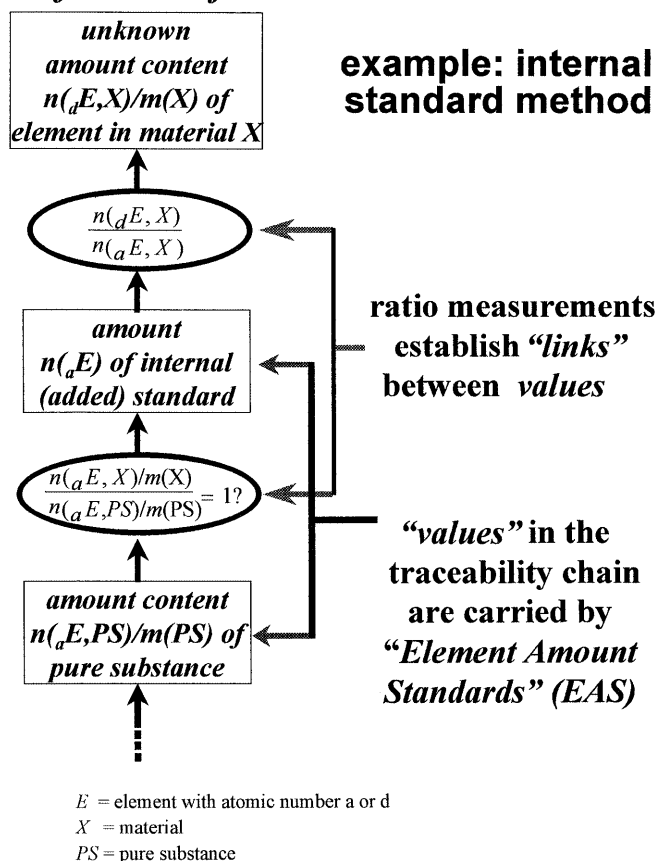 unknown
amount content
n(dE,X)/m(X) of
element in material X
example: internal
standard method
n(dE, X)
n(aE, X)
amount
n(aE) of internal
(added) standard
ratio measurements
establish "links"
between values
n(aE, X)/m(X)
n(aE,PS)/m(PS) = 1?
amount content
n(aE,PS)/m(PS) of
pure substance
"values" in the
traceability chain
are carried by
"Element Amount
Standards" (EAS)
E = element with atomic number a or d
X = material
PS = pure substance